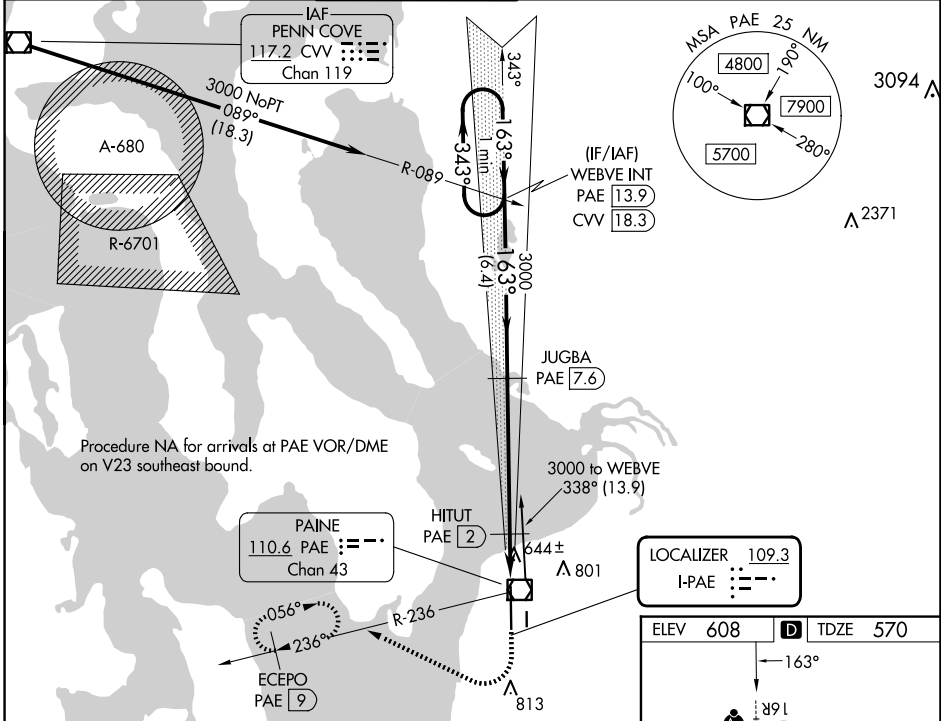 IAF
PENN COVE
117.2 CVV
Chan 119
3000 NoPT
089°
(18.3)
A-680
R-6701
R-089
343°
1 min
163°
343°
163°
3000
(6.4)
(IF/IAF)
WEBVE INT
PAE 13.9
CVV 18.3
MSA PAE 25 NM
4800
190°
100°
7900
5700
280°
3094
2371
JUGBA
PAE 7.6
Procedure NA for arrivals at PAE VOR/DME
on V23 southeast bound.
3000 to WEBVE
338° (13.9)
HITUT
PAE 2
644±
801
PAINE
110.6 PAE
Chan 43
LOCALIZER 109.3
I-PAE
R-236
056°
236°
ECEPO
PAE 9
813
ELEV 608 D TDZE 570
163°
16R